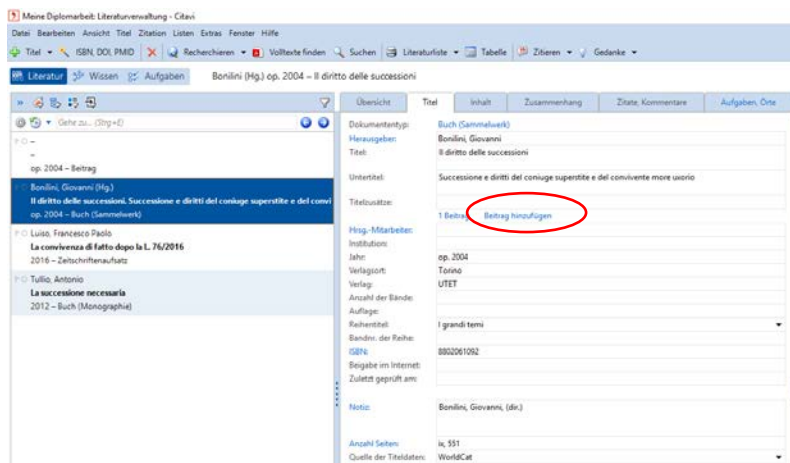 Meine Diplomarbeit: Literaturverwaltung - Citavi
Datei Bearbeiten Ansicht Titel Zitation Listen Extras Fenster Hilfe
Titel ISBN, DOI, PMID Recherchieren Volltexte finden Suchen Literaturliste Tabelle Zitieren Gedanke
Literatur Wissen Aufgaben Bonilini (Hg.) op. 2004 – Il diritto delle successioni
Übersicht Titel Inhalt Zusammenhang Zitate, Kommentare Aufgaben, Orte
Gehe zu... (Strg+E)
–
–
op. 2004 – Beitrag
Bonilini, Giovanni (Hg.)
Il diritto delle successioni. Successione e diritti del coniuge superstite e del convi
op. 2004 – Buch (Sammelwerk)
Luiso, Francesco Paolo
La convivenza di fatto dopo la L. 76/2016
2016 – Zeitschriftenaufsatz
Tullio, Antonio
La successione necessaria
2012 – Buch (Monographie)
Dokumententyp: Buch (Sammelwerk)
Herausgeber: Bonilini, Giovanni
Titel: Il diritto delle successioni
Untertitel: Successione e diritti del coniuge superstite e del convivente more uxorio
Titelzusätze:
1 Beitrag Beitrag hinzufügen
Hrsg.-Mitarbeiter:
Institution:
Jahr: op. 2004
Verlagsort: Torino
Verlag: UTET
Anzahl der Bände:
Auflage:
Reihentitel: I grandi temi
Bandnr. der Reihe:
ISBN: 8802061092
Beigabe im Internet:
Zuletzt geprüft am:
Notiz: Bonilini, Giovanni, (dir.)
Anzahl Seiten: ix, 551
Quelle der Titeldaten: WorldCat